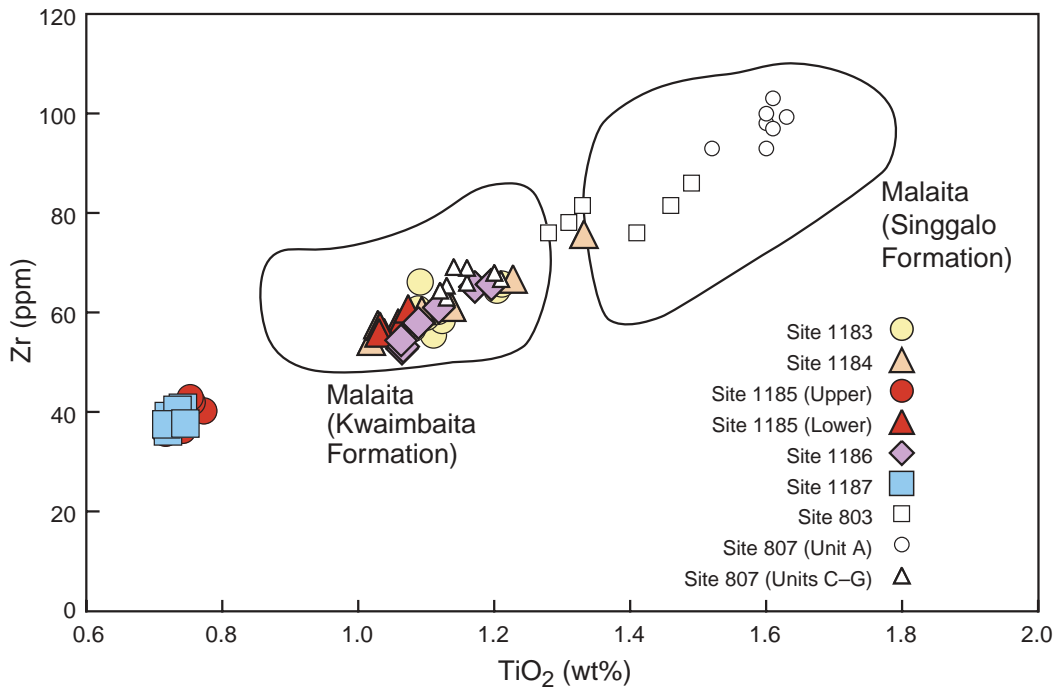 120
100
80
60
40
20
0
Zr (ppm)
0.6 0.8 1.0 1.2 1.4 1.6 1.8 2.0
TiO2 (wt%)
Malaita
(Kwaimbaita
Formation)
Malaita
(Singgalo
Formation)
Site 1183
Site 1184
Site 1185 (Upper)
Site 1185 (Lower)
Site 1186
Site 1187
Site 803
Site 807 (Unit A)
Site 807 (Units C–G)